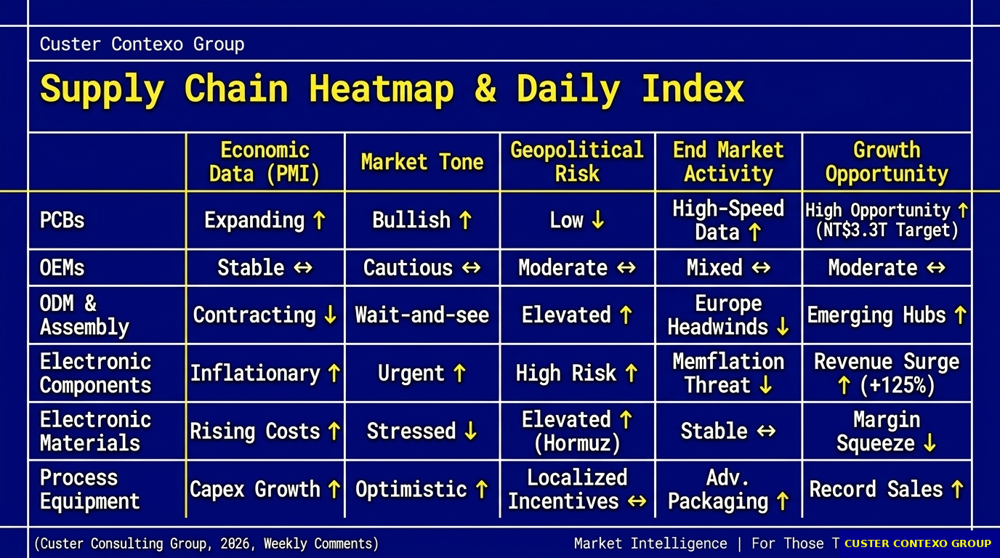 Custer Contexo Group
Supply Chain Heatmap & Daily Index
Economic
Data (PMI)
Market Tone
Geopolitical
Risk
End Market
Activity
Growth
Opportunity
PCBs
Expanding ↑
Bullish ↑
Low ↓
High-Speed
Data ↑
High Opportunity ↑
(NT$3.3T Target)
OEMs
Stable ↔
Cautious ↔
Moderate ↔
Mixed ↔
Moderate ↔
ODM &
Assembly
Contracting ↓
Wait-and-see
Elevated ↑
Europe
Headwinds ↓
Emerging Hubs ↑
Electronic
Components
Inflationary ↑
Urgent ↑
High Risk ↑
Memflation
Threat ↓
Revenue Surge
↑ (+125%)
Electronic
Materials
Rising Costs ↑
Stressed ↓
Elevated ↑
(Hormuz)
Stable ↔
Margin
Squeeze ↓
Process
Equipment
Capex Growth ↑
Optimistic ↑
Localized
Incentives ↔
Adv.
Packaging ↑
Record Sales ↑
(Custer Consulting Group, 2026, Weekly Comments)
Market Intelligence | For Those T
CUSTER CONTEXO GROUP